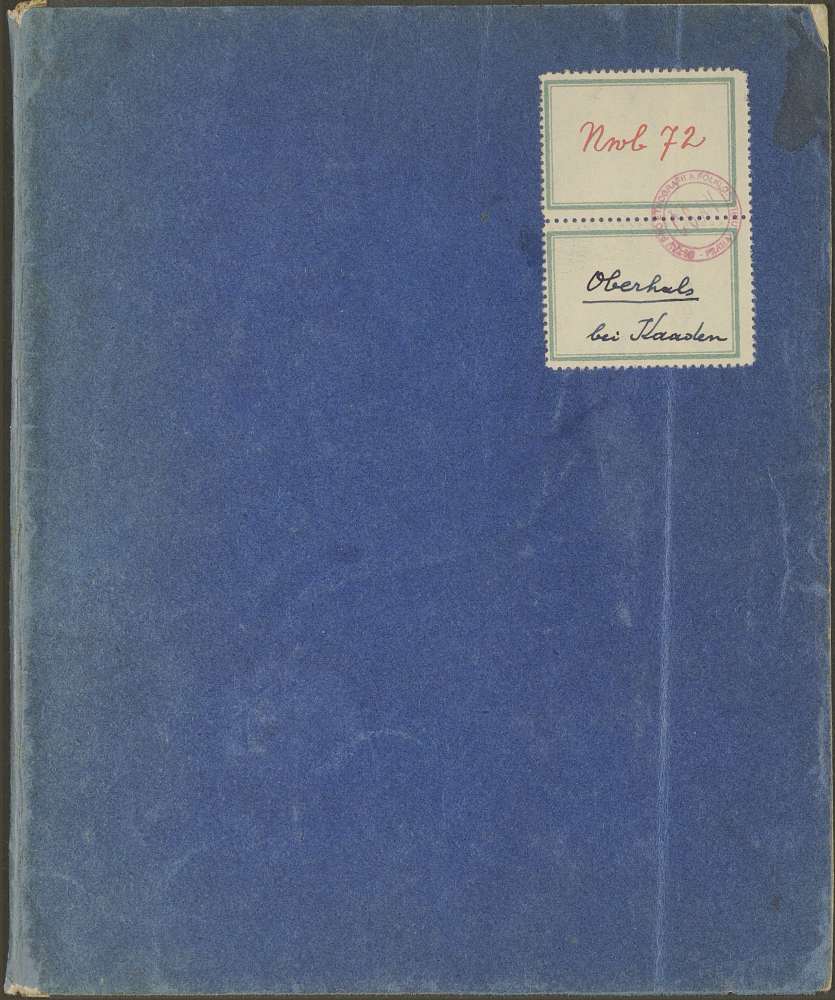 Nwb 72
Oberhals
bei Kaaden